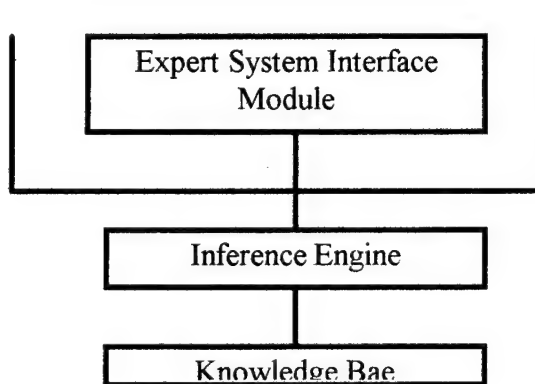 Expert System Interface
Module
Inference Engine
Knowledge Bae